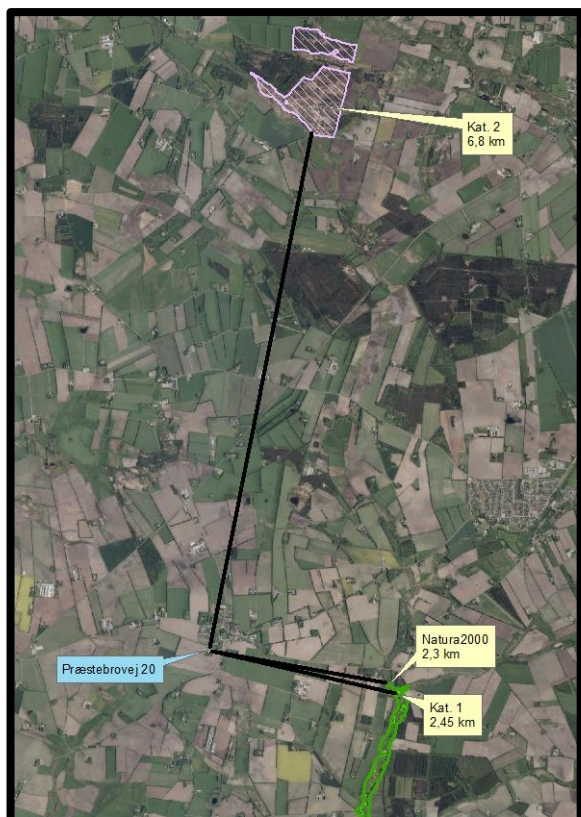 Kat. 2
6,8 km
Natura2000
2,3 km
Præstebrovej 20
Kat. 1
2,45 km